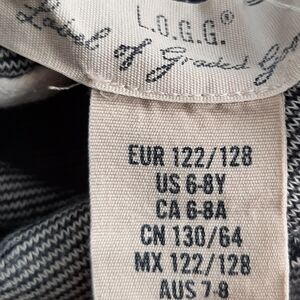 L.O.G.G.®
Label of Graded Goods
EUR 122/128
US 6-8Y
CA 6-8A
CN 130/64
MX 122/128
AUS 7-8